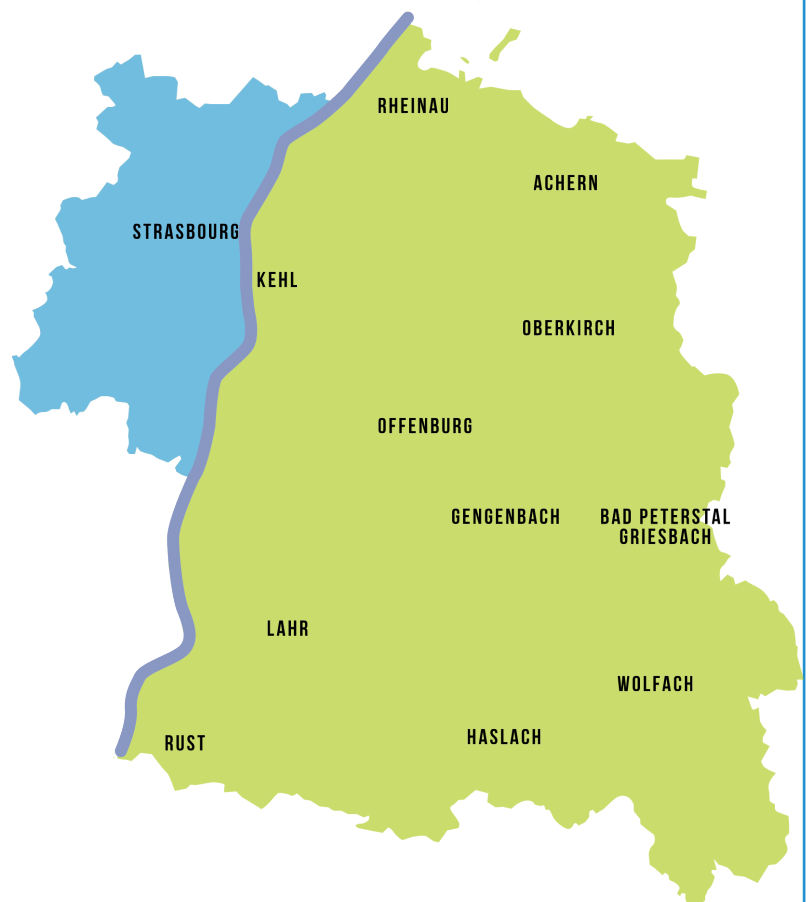 RHEINAU
ACHERN
STRASBOURG
KEHL
OBERKIRCH
OFFENBURG
GENGENBACH
BAD PETERSTAL
GRIESBACH
LAHR
WOLFACH
HASLACH
RUST